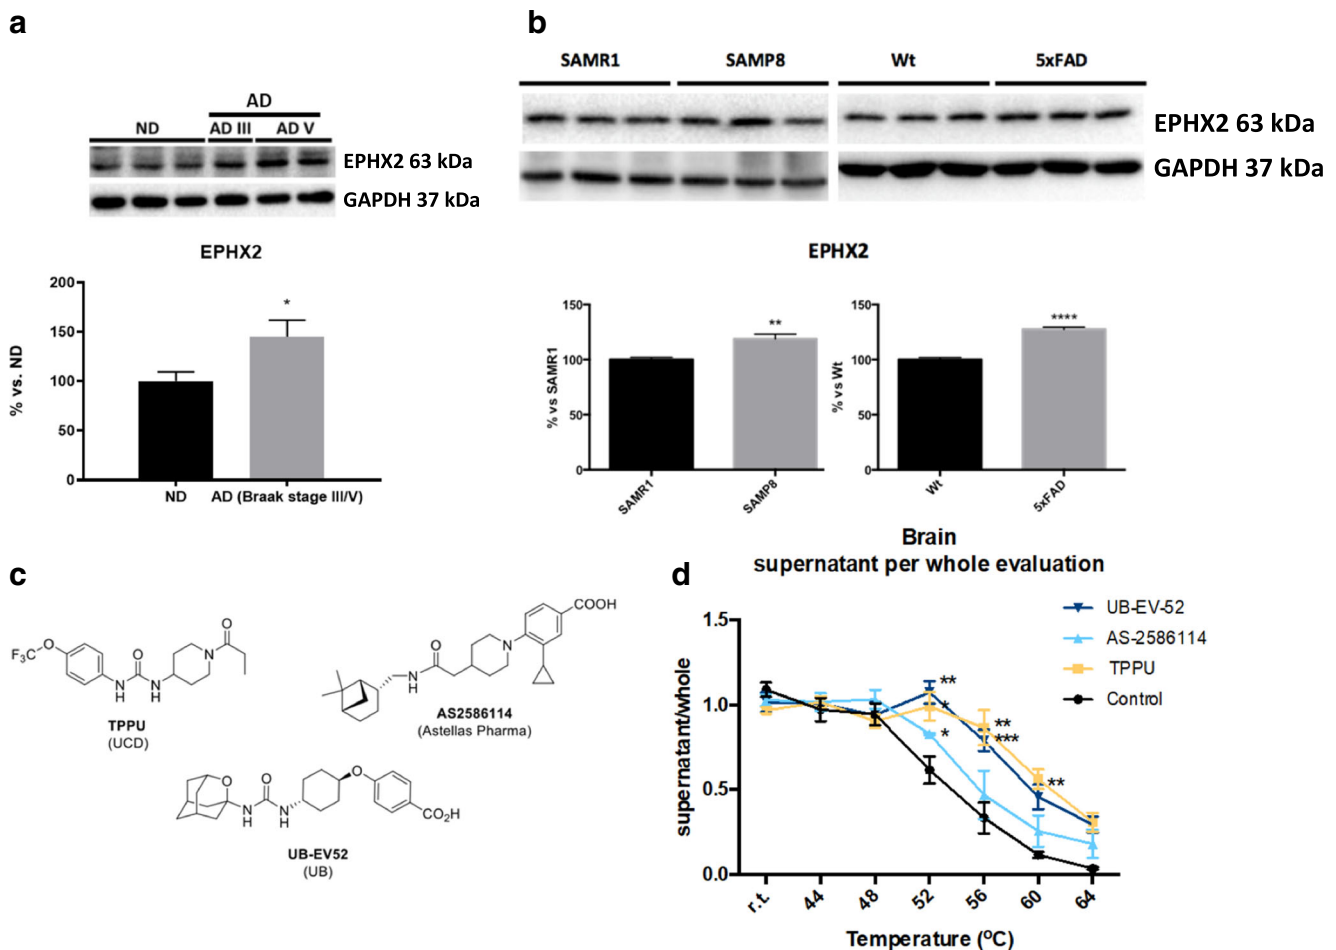 a
AD
ND AD III AD V
EPHX2 63 kDa
GAPDH 37 kDa
EPHX2
200
150
100
50
0
% vs. ND
*
ND AD (Braak stage III/V)
b
SAMR1 SAMP8 Wt 5xFAD
EPHX2 63 kDa
GAPDH 37 kDa
EPHX2
150
100
50
0
% vs SAMR1
**
SAMR1 SAMP8
150
100
50
0
% vs Wt
****
Wt 5xFAD
c
F3C O N H O N H N O
TPPU
(UCD)
O N H N COOH
AS2586114
(Astellas Pharma)
O N H O N H O CO2H
UB-EV52
(UB)
d
Brain
supernatant per whole evaluation
UB-EV-52
AS-2586114
TPPU
Control
1.5
1.0
0.5
0.0
supernatant/whole
**
*
*
**
***
**
r.t. 44 48 52 56 60 64
Temperature (ºC)